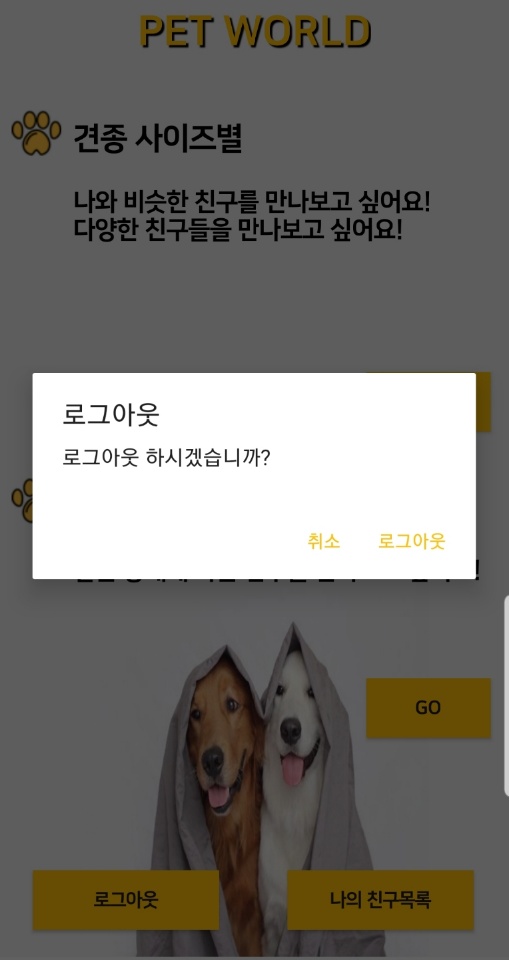 PET WORLD
견종 사이즈별
나와 비슷한 친구를 만나보고 싶어요!
다양한 친구들을 만나보고 싶어요!
로그아웃
로그아웃 하시겠습니까?
취소 로그아웃
GO
로그아웃 나의 친구목록